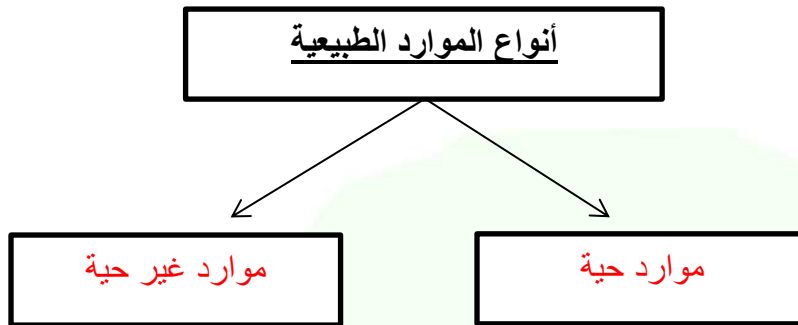 أنواع الموارد الطبيعية
موارد حية
موارد غير حية